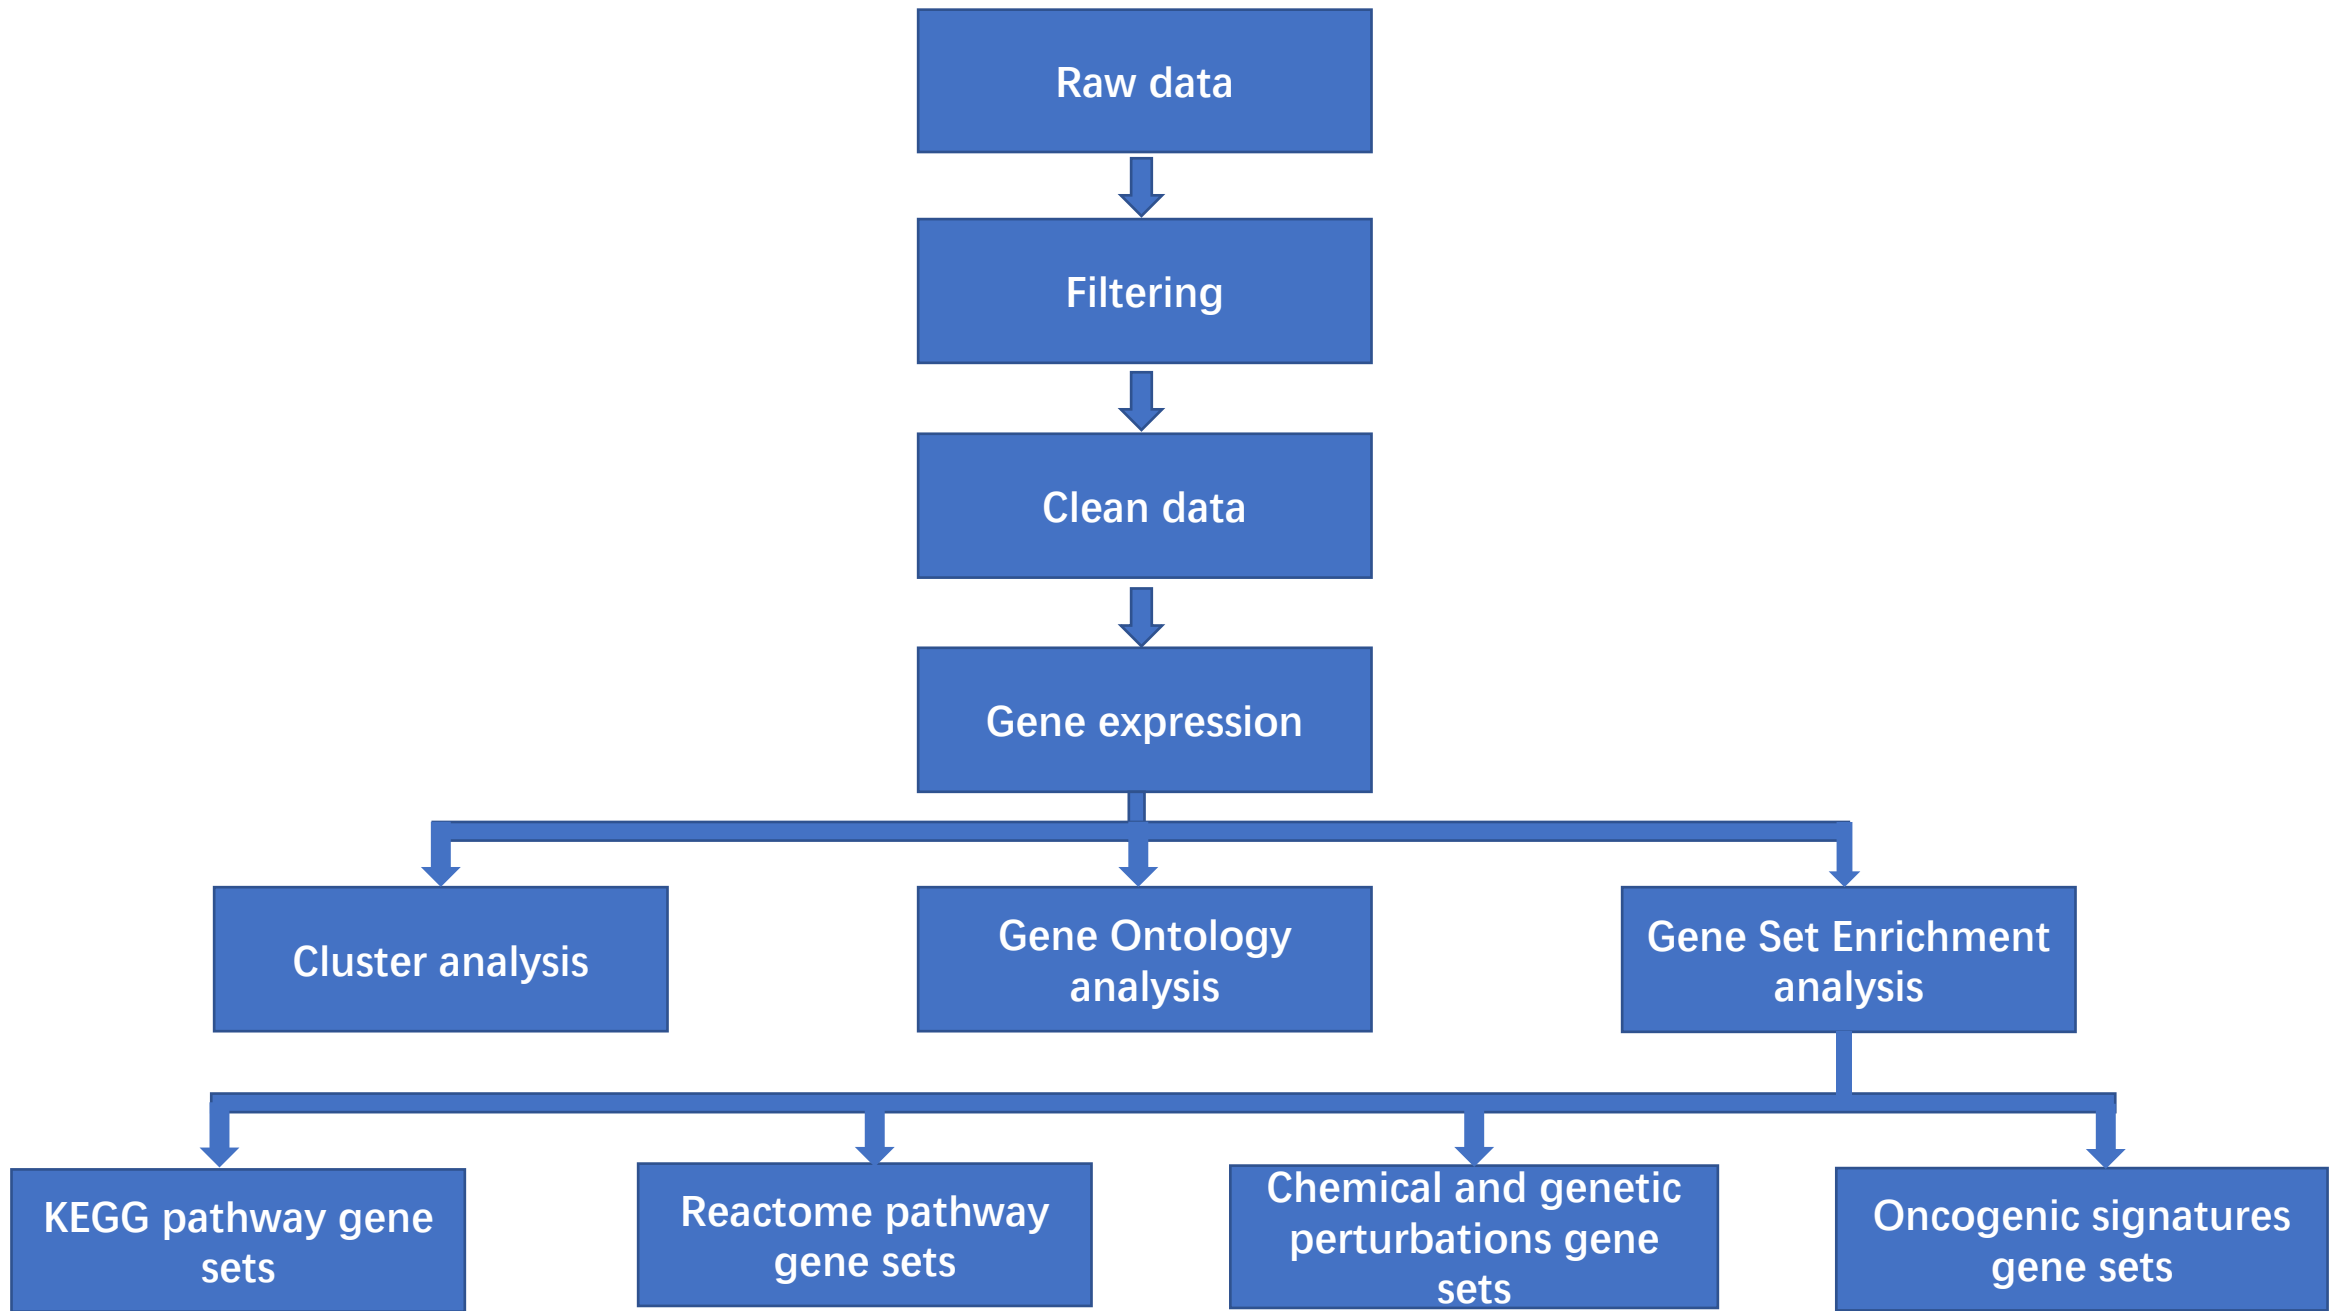 Raw data
Filtering
Clean data
Gene expression
Cluster analysis
Gene Ontology
analysis
Gene Set Enrichment
analysis
KEGG pathway gene
sets
Reactome pathway
gene sets
Chemical and genetic
perturbations gene
sets
Oncogenic signatures
gene sets